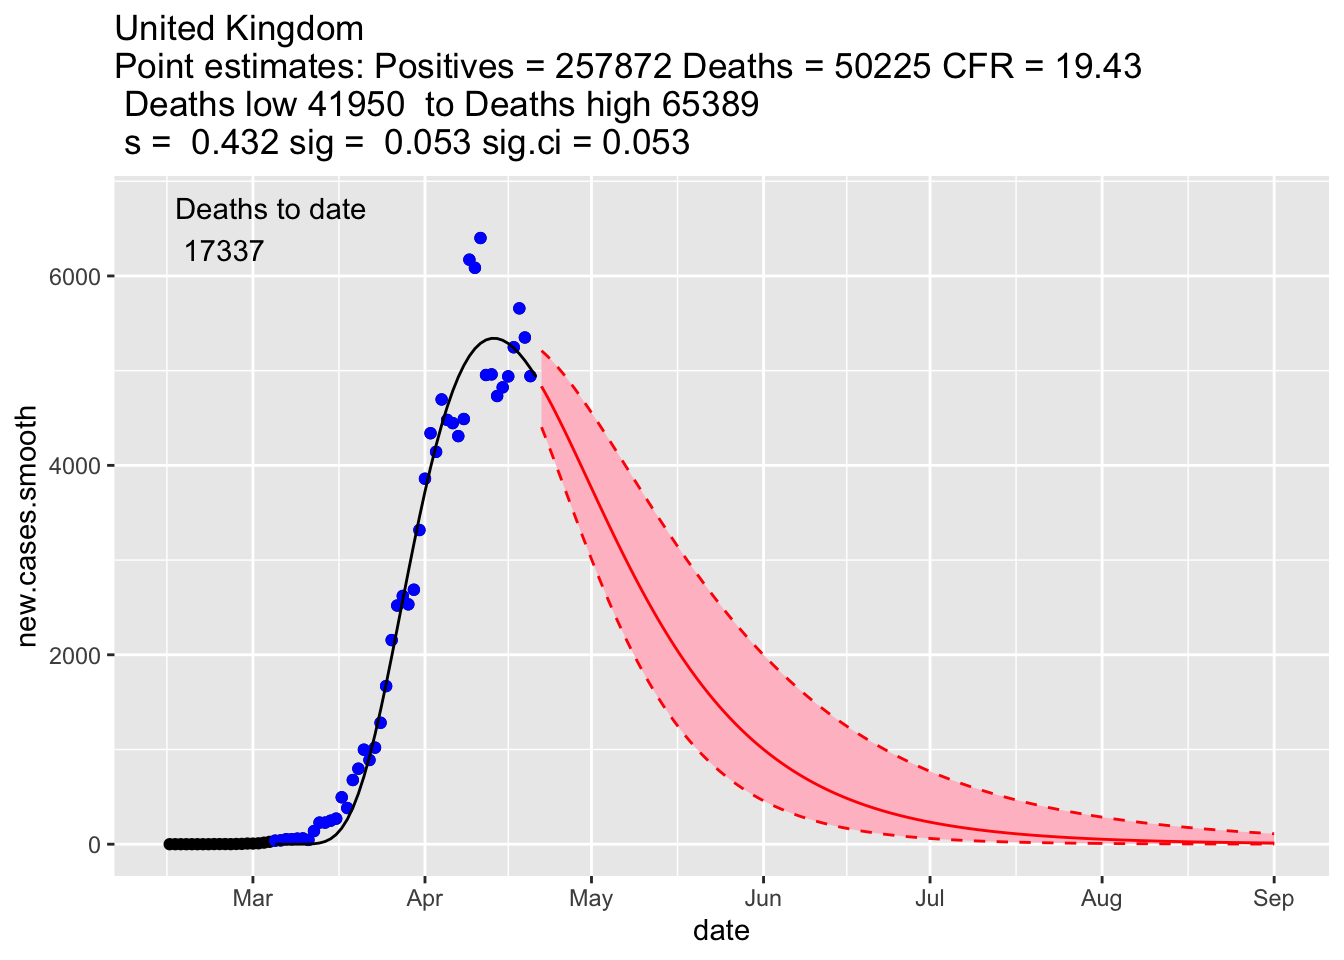 United Kingdom
Point estimates: Positives = 257872 Deaths = 50225 CFR = 19.43
Deaths low 41950 to Deaths high 65389
s = 0.432 sig = 0.053 sig.ci = 0.053
Deaths to date
17337
6000
4000
2000
0
new.cases.smooth
Mar Apr May Jun Jul Aug Sep
date